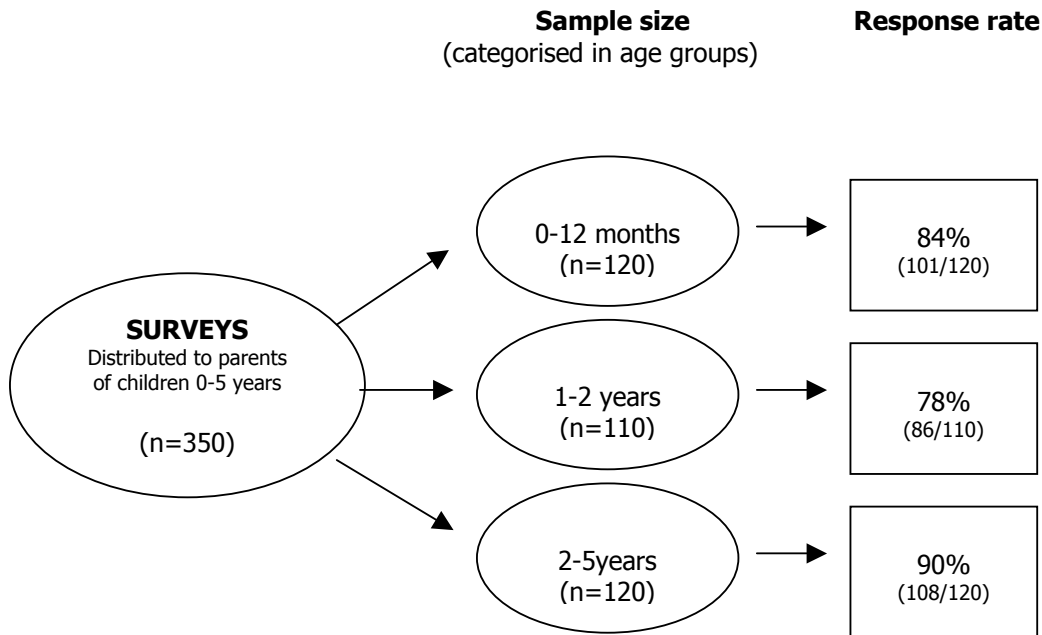 Sample size
(categorised in age groups)
Response rate
SURVEYS
Distributed to parents
of children 0-5 years
(n=350)
0-12 months
(n=120)
84%
(101/120)
1-2 years
(n=110)
78%
(86/110)
2-5years
(n=120)
90%
(108/120)